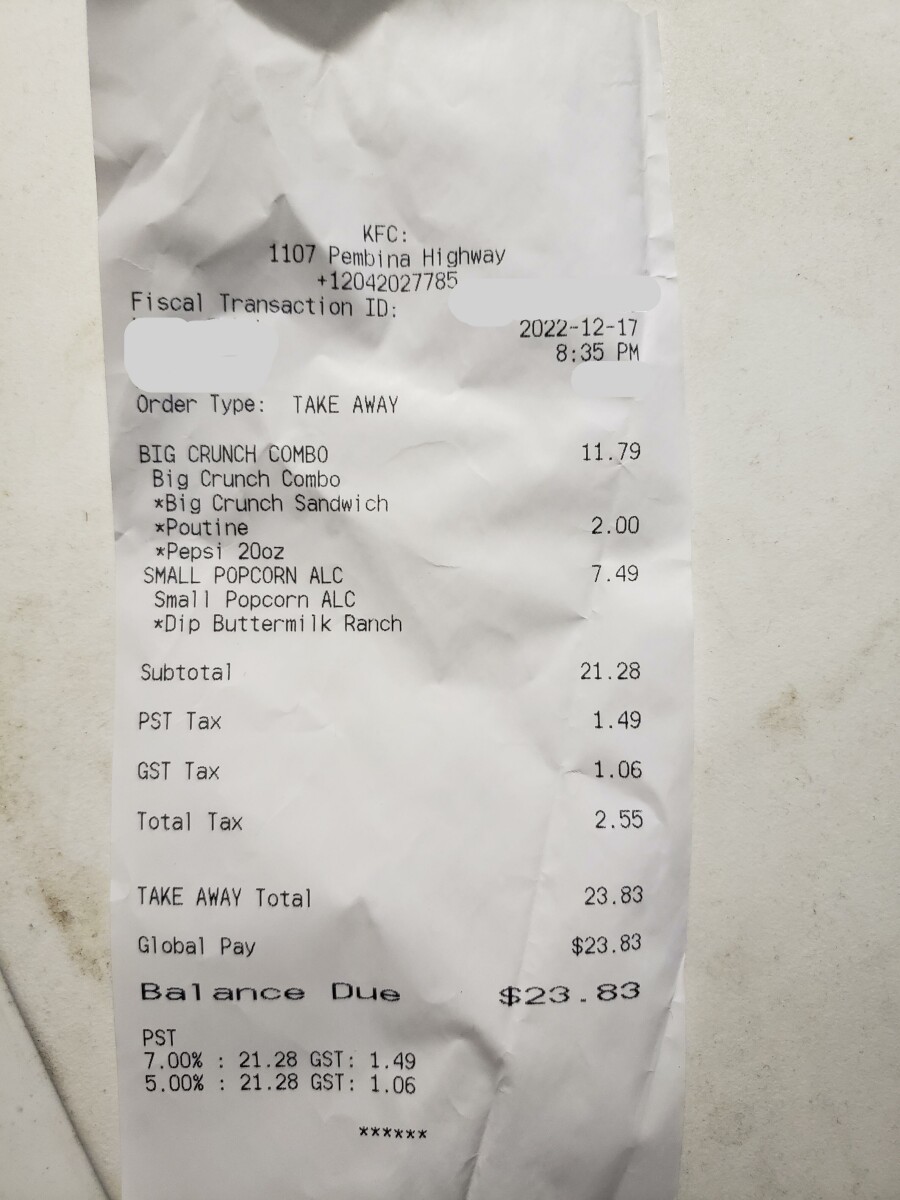 KFC:
1107 Pembina Highway
+12042027785
Fiscal Transaction ID:
2022-12-17
8:35 PM
Order Type: TAKE AWAY
BIG CRUNCH COMBO 11.79
Big Crunch Combo
*Big Crunch Sandwich
*Poutine 2.00
*Pepsi 20oz
SMALL POPCORN ALC 7.49
Small Popcorn ALC
*Dip Buttermilk Ranch
Subtotal 21.28
PST Tax 1.49
GST Tax 1.06
Total Tax 2.55
TAKE AWAY Total 23.83
Global Pay $23.83
Balance Due $23.83
PST
7.00% : 21.28 GST: 1.49
5.00% : 21.28 GST: 1.06
******